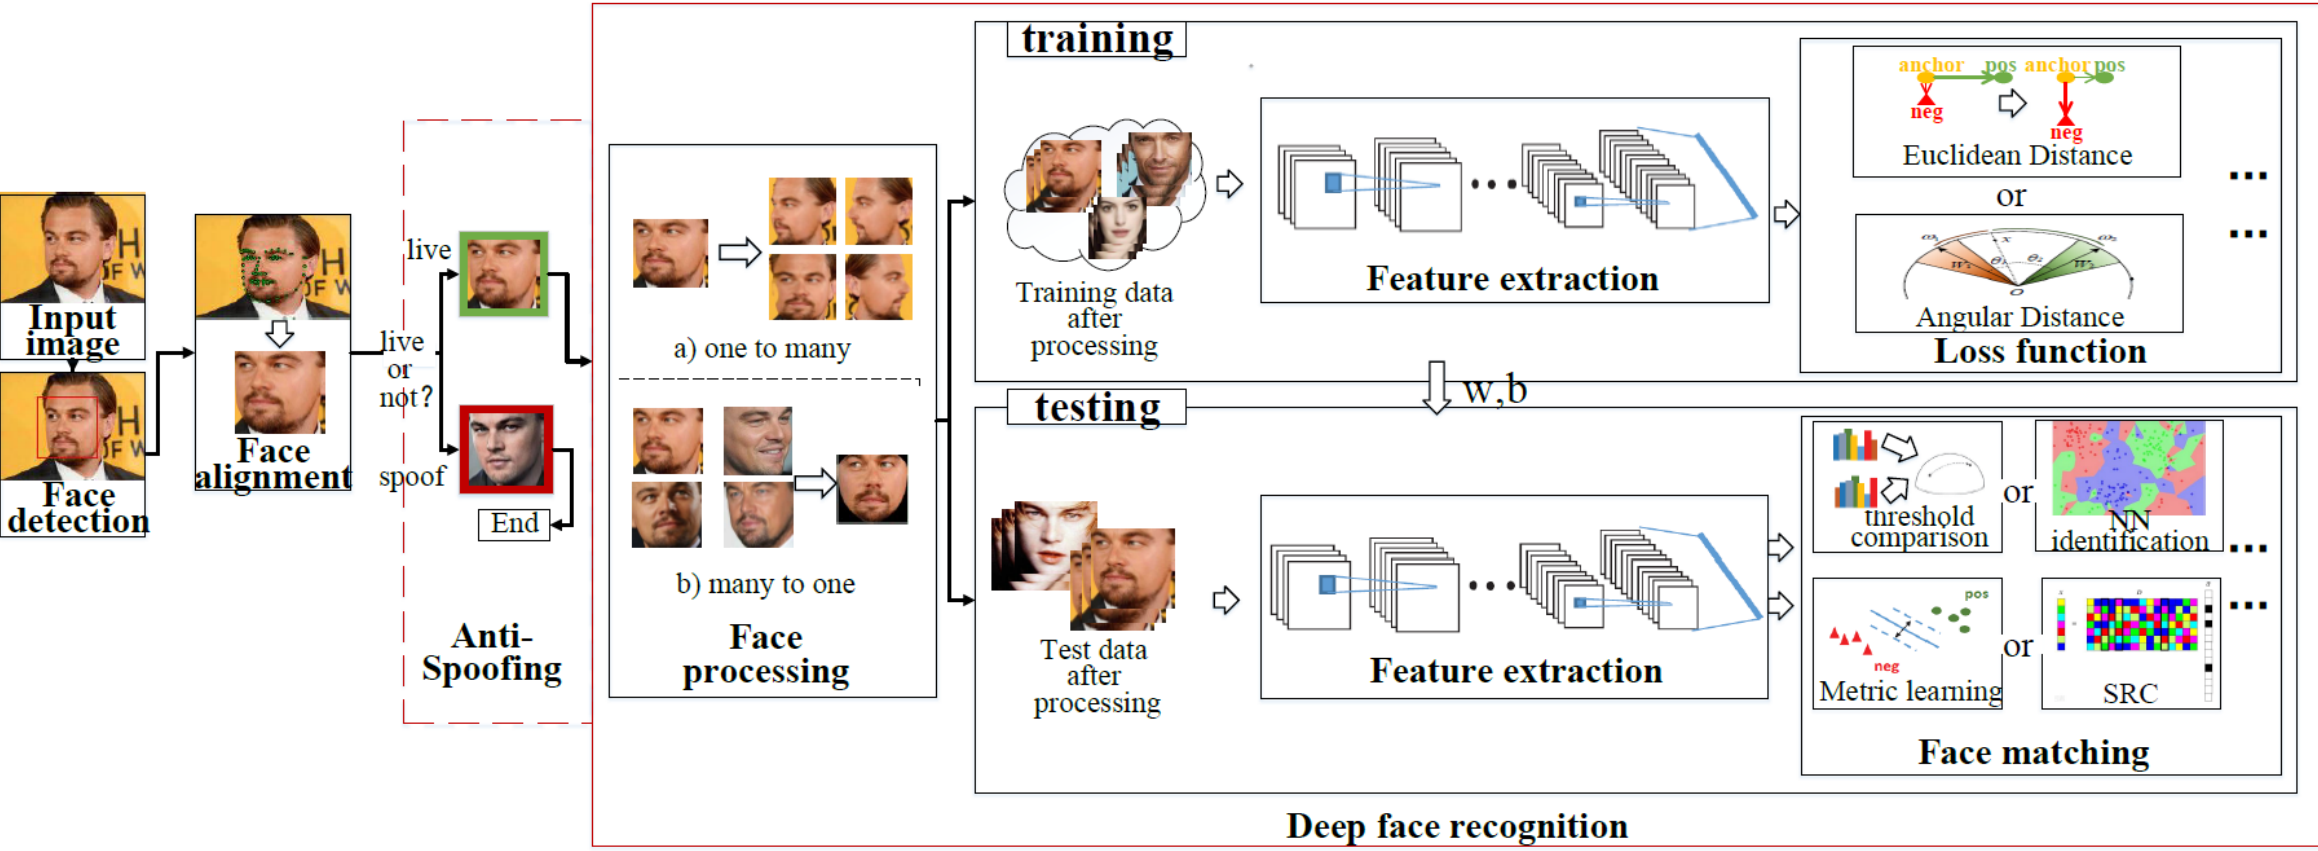 Input
image
Face
detection
Face
alignment
live
or
not?
live
spoof
End
Anti-
Spoofing
a) one to many
b) many to one
Face
processing
training
Training data
after
processing
Feature extraction
anchor pos anchor pos
neg
neg
Euclidean Distance
or
Angular Distance
Loss function
w,b
testing
Test data
after
processing
Feature extraction
threshold
comparison
or
NN
identification
pos
neg
Metric learning
or
SRC
Face matching
Deep face recognition